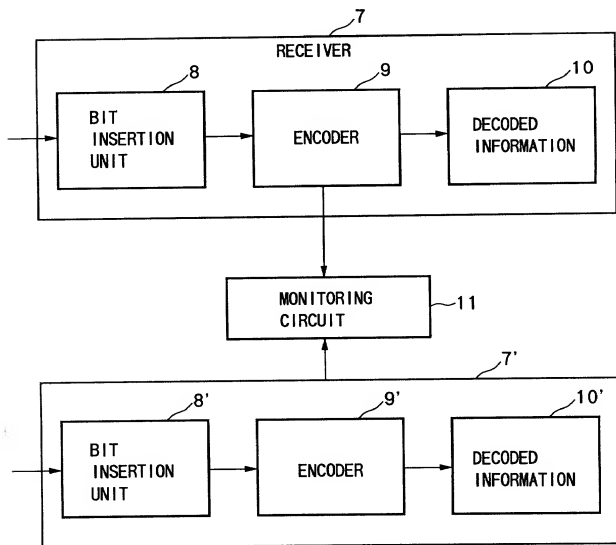 7
RECEIVER
8
9
10
BIT
INSERTION
UNIT
ENCODER
DECODED
INFORMATION
MONITORING
CIRCUIT
11
7'
8'
9'
10'
BIT
INSERTION
UNIT
ENCODER
DECODED
INFORMATION